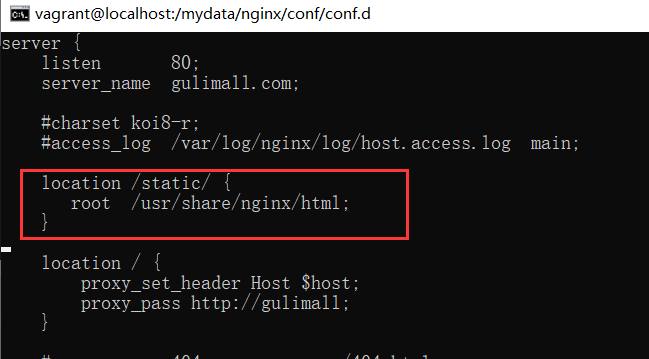 vagrant@localhost:/mydata/nginx/conf/conf.d
server {
    listen       80;
    server_name  gulimall.com;
    #charset koi8-r;
    #access_log  /var/log/nginx/log/host.access.log  main;
    location /static/ {
       root  /usr/share/nginx/html;
    }
    location / {
        proxy_set_header Host $host;
        proxy_pass http://gulimall;
    }